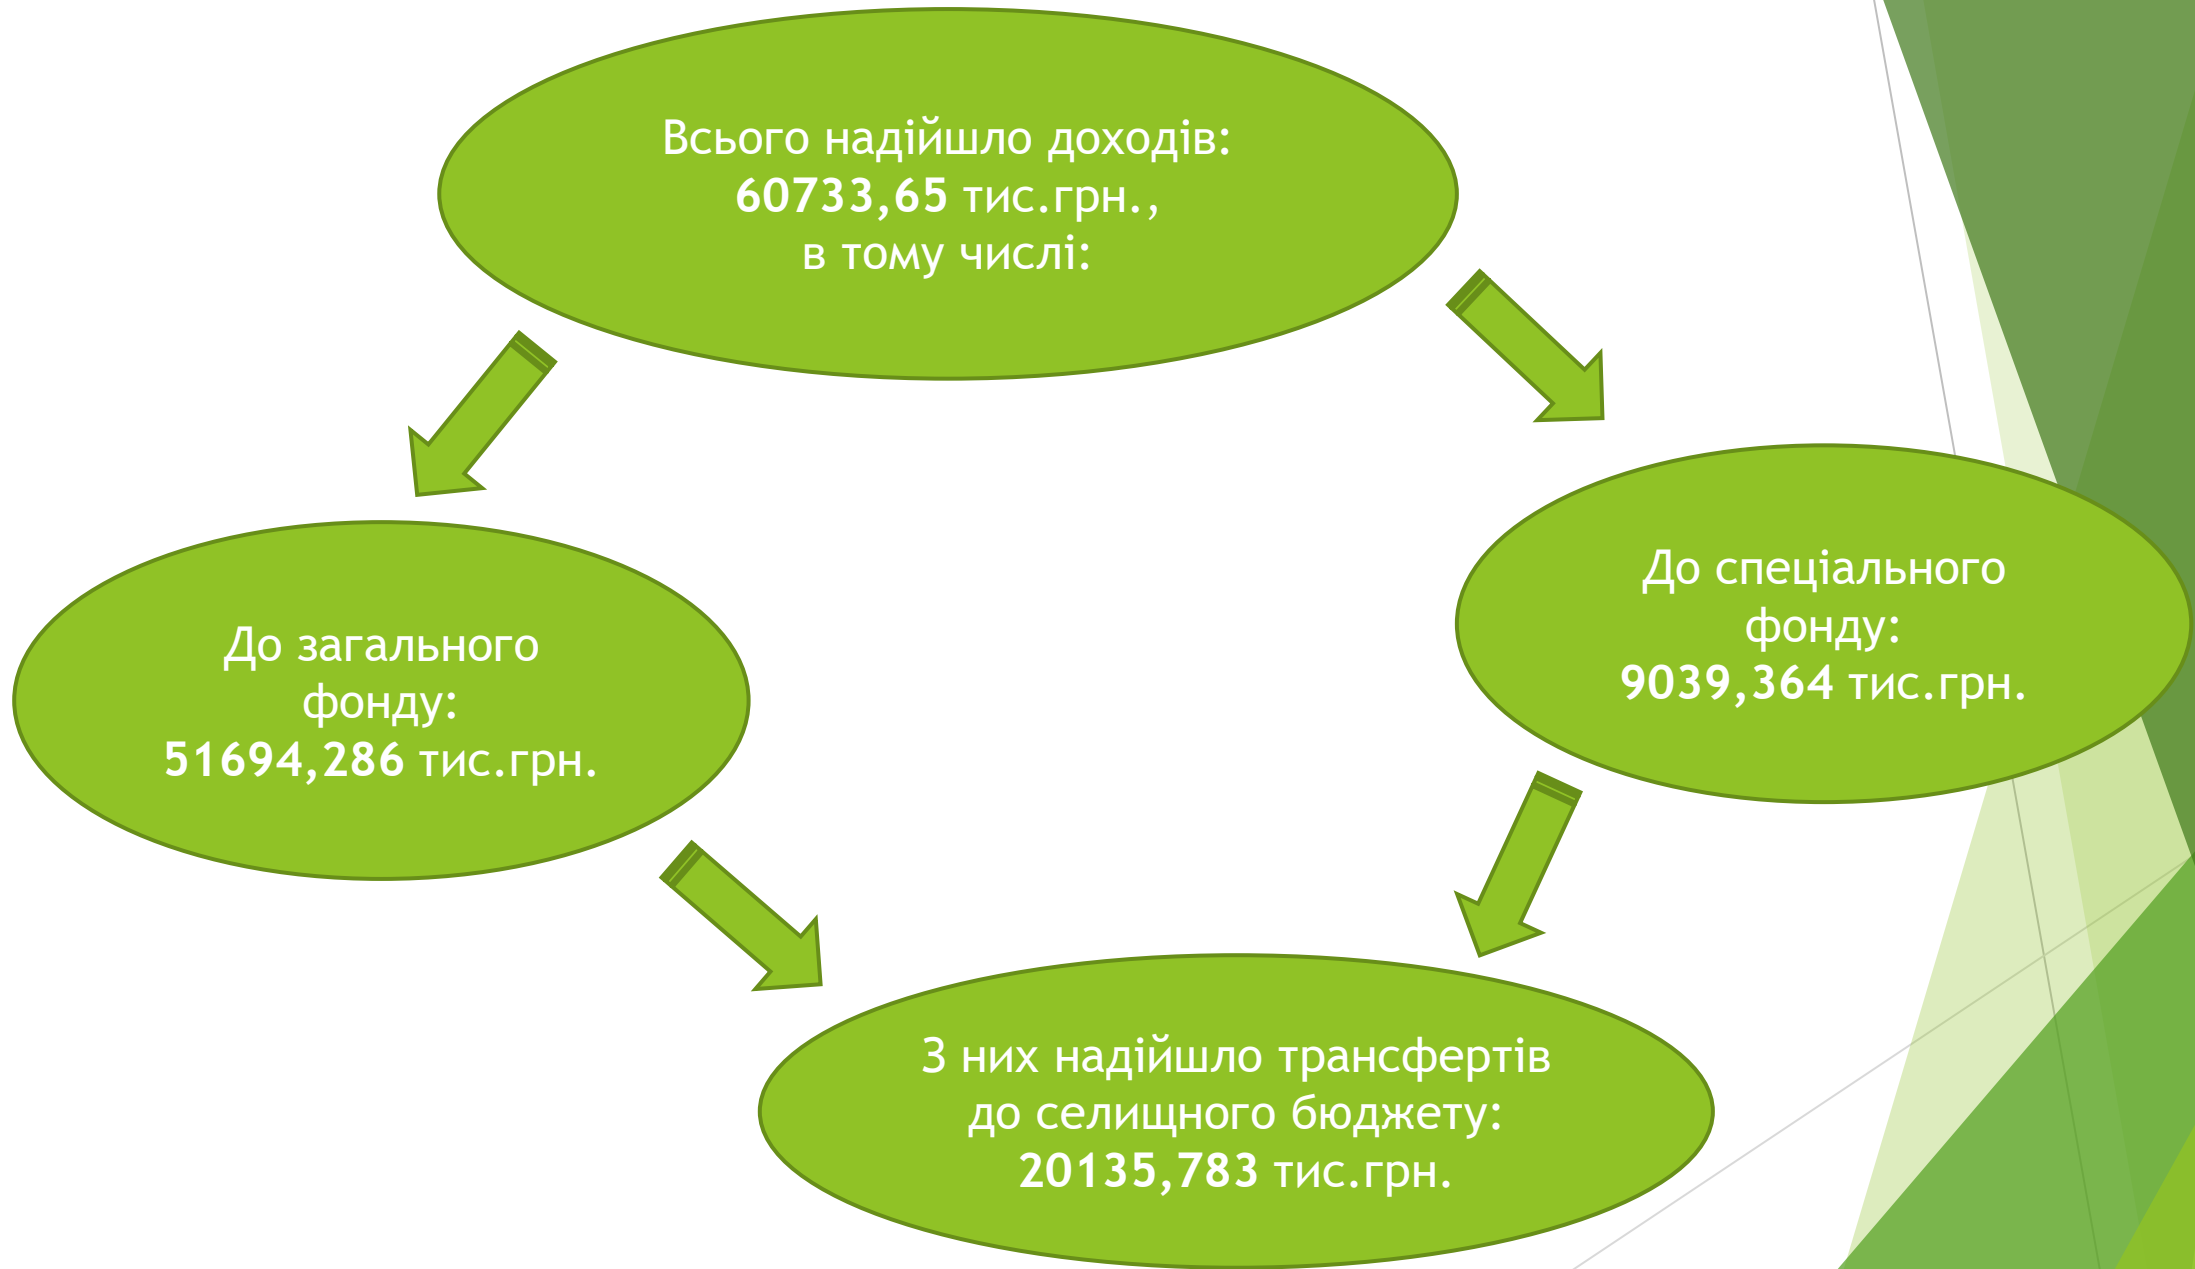 Всього надійшло доходів:
60733,65 тис.грн.,
в тому числі:
До загального
фонду:
51694,286 тис.грн.
До спеціального
фонду:
9039,364 тис.грн.
З них надійшло трансфертів
до селищного бюджету:
20135,783 тис.грн.